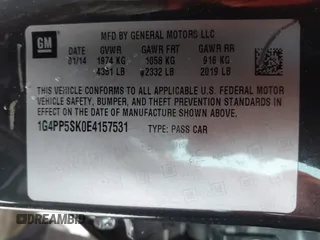 GM
MFD BY GENERAL MOTORS LLC
DATE GVWR GAWR FRT GAWR RR
01/14 1974 KG 1058 KG 916 KG
4351 LB 2332 LB 2019 LB
THIS VEHICLE CONFORMS TO ALL APPLICABLE U.S. FEDERAL MOTOR
VEHICLE SAFETY, BUMPER, AND THEFT PREVENTION STANDARDS IN
EFFECT ON THE DATE OF MANUFACTURE SHOWN ABOVE.
1G4PP5SK0E4157531 TYPE: PASS CAR